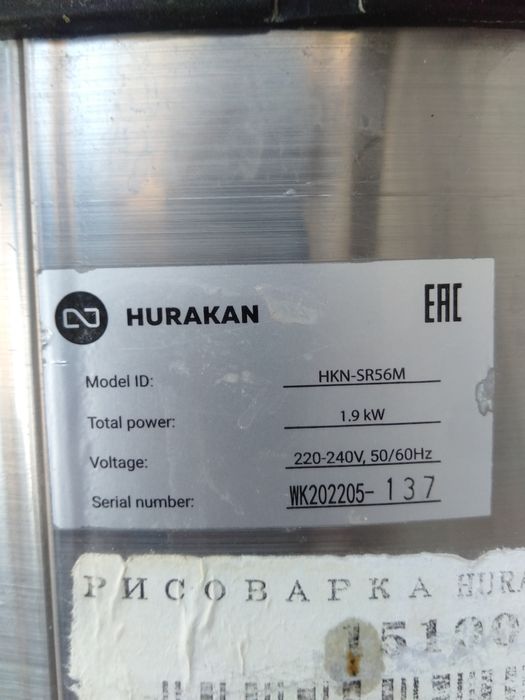 HURAKAN
EAC
Model ID: HKN-SR56M
Total power: 1.9 kW
Voltage: 220-240V, 50/60Hz
Serial number: WK202205- 137
РИСОВАРКА HURA